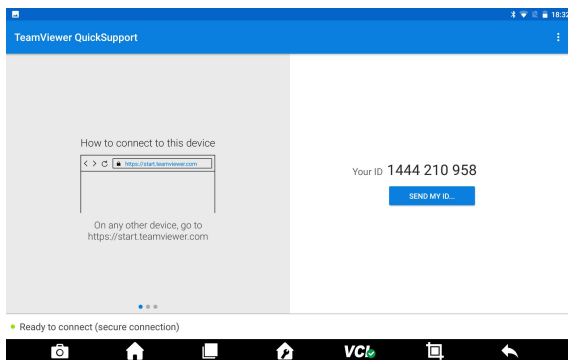 18:32
TeamViewer QuickSupport
How to connect to this device
https://start.teamviewer.com
On any other device, go to
https://start.teamviewer.com
Your ID 1444 210 958
SEND MY ID...
Ready to connect (secure connection)
VCI